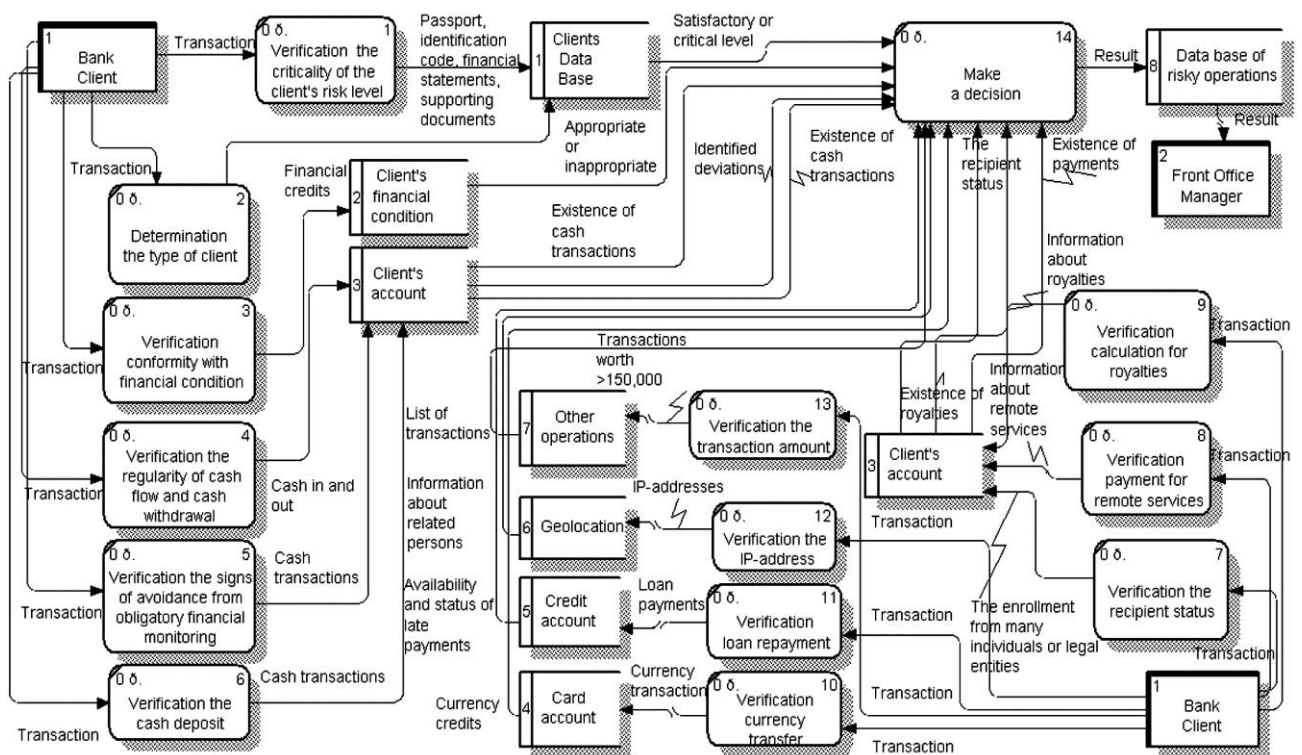 1
Bank
Client
Transaction
0 ð.
1
Verification the
criticality of the
client's risk level
Passport,
identification
code, financial
statements,
supporting
documents
1
Clients
Data
Base
Satisfactory or
critical level
0 ð.
14
Make
a decision
Result
8
Data base of
risky operations
Result
2
Front Office
Manager
Transaction
0 ð.
2
Determination
the type of client
Appropriate
or
inappropriate
Financial
credits
2
Client's
financial
condition
Existence of
cash
transactions
Identified
deviations
Existence of
cash
transactions
The
recipient
status
Existence of
payments
3
Client's
account
0 ð.
3
Verification
conformity with
financial condition
Transaction
0 ð.
4
Verification the
regularity of cash
flow and cash
withdrawal
Transaction
Cash in and
out
0 ð.
5
Verification the signs
of avoidance from
obligatory financial
monitoring
Transaction
Cash
transactions
0 ð.
6
Verification the
cash deposit
Transaction
Cash transactions
List of
transactions
Information
about
related
persons
Availability
and status of
late
payments
Currency
credits
Transactions
worth
>150,000
7
Other
operations
0 ð.
13
Verification the
transaction amount
6
Geolocation
IP-addresses
0 ð.
12
Verification the
IP-address
5
Credit
account
Loan
payments
0 ð.
11
Verification
loan repayment
4
Card
account
Currency
transaction
0 ð.
10
Verification
currency
transfer
Information
about
royalties
Existence of
royalties
Information
about
remote
services
3
Client's
account
0 ð.
9
Verification
calculation for
royalties
Transaction
0 ð.
8
Verification
payment for
remote services
Transaction
0 ð.
7
Verification the
recipient status
Transaction
Transaction
The enrollment
from many
individuals or legal
entities
Transaction
Transaction
Transaction
1
Bank
Client